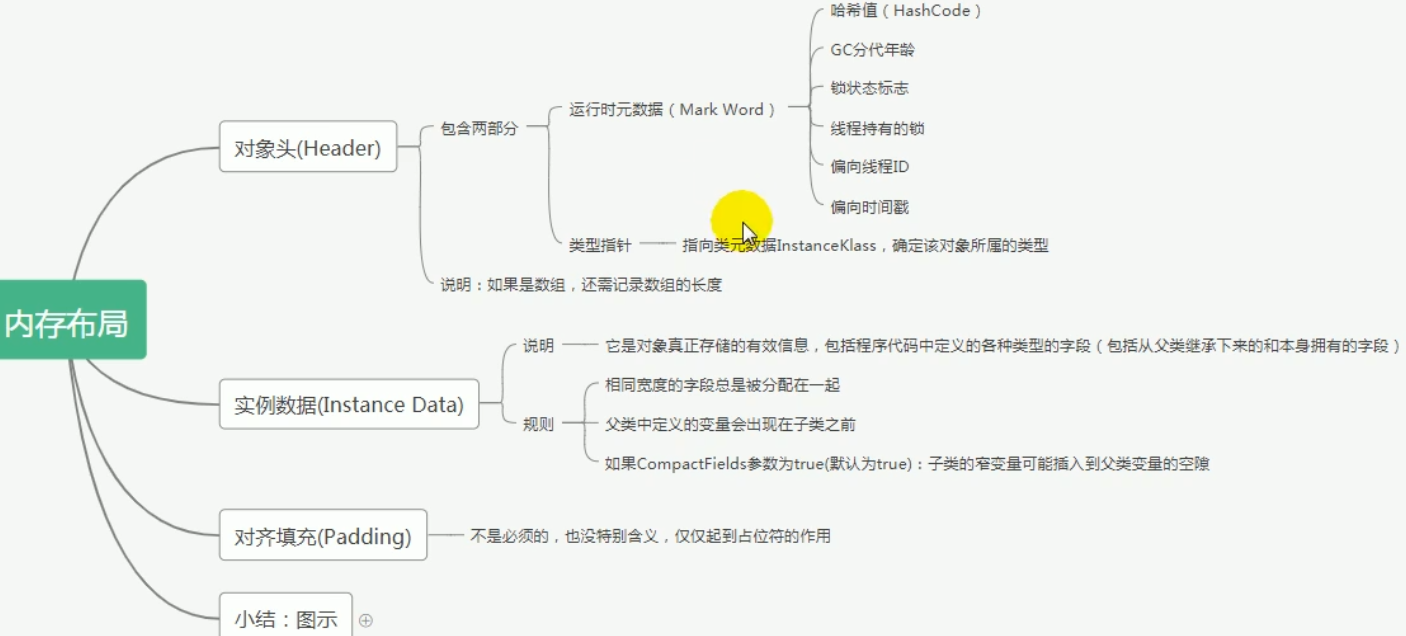 哈希值（HashCode）
GC分代年龄
锁状态标志
运行时元数据（Mark Word）
包含两部分
线程持有的锁
对象头(Header)
偏向线程ID
偏向时间戳
类型指针
指向类元数据InstanceKlass，确定该对象所属的类型
说明：如果是数组，还需记录数组的长度
内存布局
说明
它是对象真正存储的有效信息，包括程序代码中定义的各种类型的字段（包括从父类继承下来的和本身拥有的字段）
相同宽度的字段总是被分配在一起
实例数据(Instance Data)
规则
父类中定义的变量会出现在子类之前
如果CompactFields参数为true(默认为true)：子类的窄变量可能插入到父类变量的空隙
对齐填充(Padding)
不是必须的，也没特别含义，仅仅起到占位符的作用
小结：图示